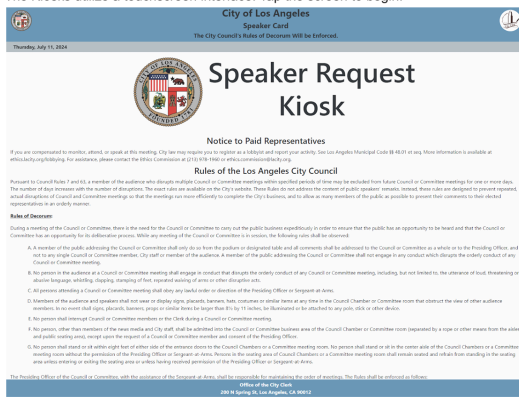 The Kiosks utilize a touchscreen interface. Tap the screen to begin.
City of Los Angeles
Speaker Card
The City Council's Rules of Decorum Will be Enforced.
Thursday, July 11, 2024
CITY OF LOS ANGELES
FOUNDED 1781
Speaker Request
Kiosk
Notice to Paid Representatives
If you are compensated to monitor, attend, or speak at this meeting, City law may require you to register as a lobbyist and report your activity. See Los Angeles Municipal Code §§ 48.01 et seq. More information is available at
ethics.lacity.org/lobbying. For assistance, please contact the Ethics Commission at (213) 978-1960 or ethics.commission@lacity.org.
Rules of the Los Angeles City Council
Pursuant to Council Rules 7 and 63, a member of the audience who disrupts multiple Council or Committee meetings within specified periods of time may be excluded from future Council or Committee meetings for one or more days.
The number of days increases with the number of disruptions. The exact rules are available on the City's website. These Rules do not address the content of public speakers' remarks. Instead, these rules are designed to prevent repeated,
actual disruptions of Council and Committee meetings so that the meetings run more efficiently to complete the City's business, and to allow as many members of the public as possible to present their comments to their elected
representatives in an orderly manner.
Rules of Decorum:
During a meeting of the Council or Committee, there is the need for the Council or Committee to carry out the public business expeditiously in order to ensure that the public has an opportunity to be heard and that the Council or
Committee has an opportunity for its deliberative process. While any meeting of the Council or Committee is in session, the following rules shall be observed:
A. A member of the public addressing the Council or Committee shall only do so from the podium or designated table and all comments shall be addressed to the Council or Committee as a whole or to the Presiding Officer, and
not to any single Council or Committee member, City staff or member of the audience. A member of the public addressing the Council or Committee shall not engage in any conduct which disrupts the orderly conduct of any
Council or Committee meeting.
B. No person in the audience at a Council or Committee meeting shall engage in conduct that disrupts the orderly conduct of any Council or Committee meeting, including, but not limited to, the utterance of loud, threatening or
abusive language, whistling, clapping, stamping of feet, repeated waiving of arms or other disruptive acts.
C. All persons attending a Council or Committee meeting shall obey any lawful order or direction of the Presiding Officer or Sergeant-at-Arms.
D. Members of the audience and speakers shall not wear or display signs, placards, banners, hats, costumes or similar items at any time in the Council Chamber or Committee room that obstruct the view of other audience
members. In no event shall signs, placards, banners, props or similar items be larger than 8½ by 11 inches, be illuminated or be attached to any pole, stick or other device.
E. No person shall interrupt Council or Committee members or the Clerk during a Council or Committee meeting.
F. No person, other than members of the news media and City staff, shall be admitted into the Council or Committee business area of the Council Chamber or Committee room (separated by a rope or other means from the aisles
and public seating area), except upon the request of a Council or Committee member and consent of the Presiding Officer.
G. No person shall stand or sit within eight feet of either side of the entrance doors to the Council Chambers or a Committee meeting room. No person shall stand or sit in the center aisle of the Council Chambers or a Committee
meeting room without the permission of the Presiding Officer or Sergeant-at-Arms. Persons in the seating area of Council Chambers or a Committee meeting room shall remain seated and refrain from standing in the seating
area unless entering or exiting the seating area or unless having received permission of the Presiding Officer or Sergeant-at-Arms.
The Presiding Officer of the Council or Committee, with the assistance of the Sergeant-at-Arms, shall be responsible for maintaining the order of meetings. The Rules shall be enforced as follows:
Office of the City Clerk
200 N Spring St, Los Angeles, CA 90012